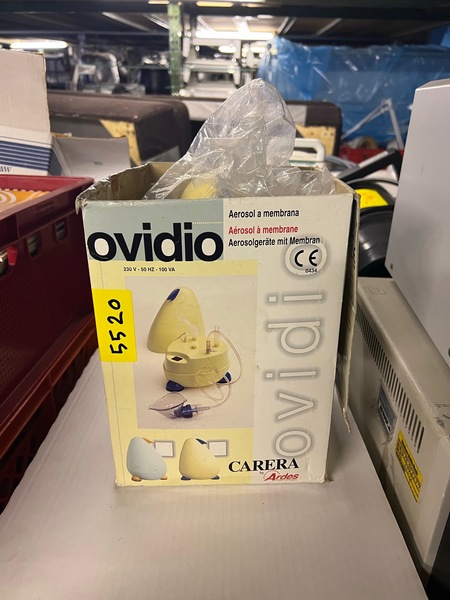 ovidio
Aerosol a membrana
Aérosol à membrane
Aerosolgeräte mit Membran
CE
0434
230 V - 50 HZ - 100 VA
5520
ovidio
CARERA
by Ardes